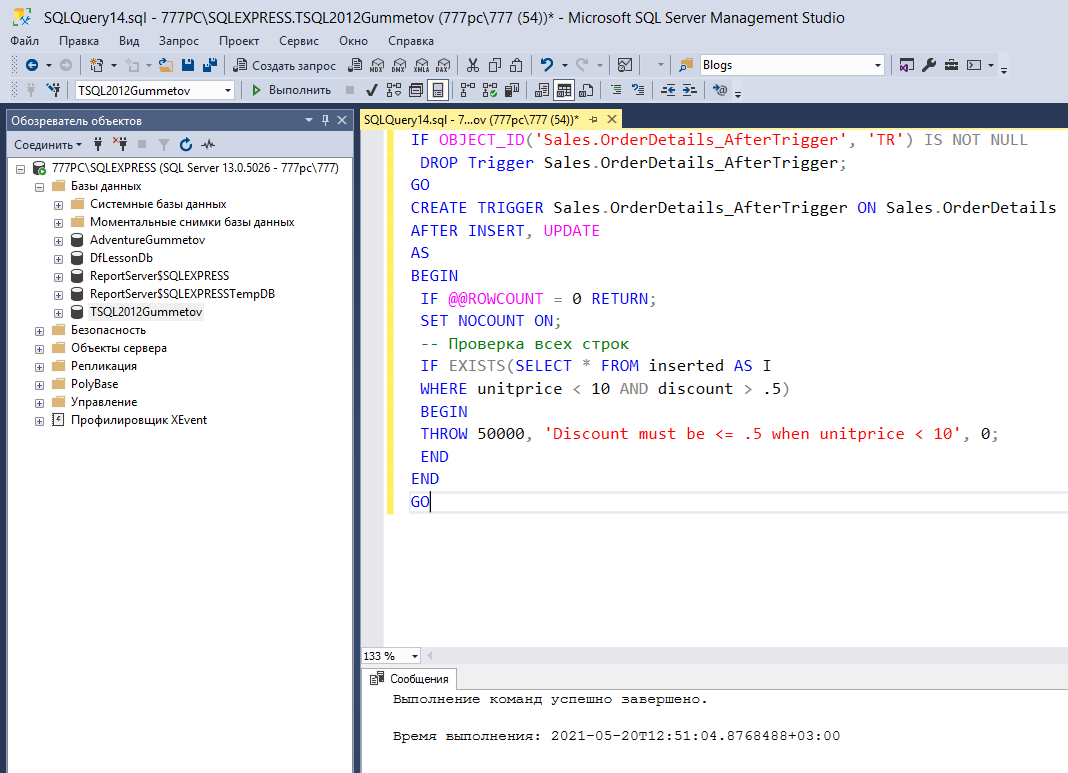 SQLQuery14.sql - 777PC\SQLEXPRESS.TSQL2012Gummetov (777pc\777 (54))* - Microsoft SQL Server Management Studio
Файл Правка Вид Запрос Проект Сервис Окно Справка
Создать запрос MDX DMX XMLA DAX Blogs
TSQL2012Gummetov Выполнить
Обозреватель объектов
Соединить
777PC\SQLEXPRESS (SQL Server 13.0.5026 - 777pc\777)
Базы данных
Системные базы данных
Моментальные снимки базы данных
AdventureGummetov
DfLessonDb
ReportServer$SQLEXPRESS
ReportServer$SQLEXPRESSTempDB
TSQL2012Gummetov
Безопасность
Объекты сервера
Репликация
PolyBase
Управление
Профилировщик XEvent
SQLQuery14.sql - 7...ov (777pc\777 (54))*
IF OBJECT_ID('Sales.OrderDetails_AfterTrigger', 'TR') IS NOT NULL
DROP Trigger Sales.OrderDetails_AfterTrigger;
GO
CREATE TRIGGER Sales.OrderDetails_AfterTrigger ON Sales.OrderDetails
AFTER INSERT, UPDATE
AS
BEGIN
IF @@ROWCOUNT = 0 RETURN;
SET NOCOUNT ON;
-- Проверка всех строк
IF EXISTS(SELECT * FROM inserted AS I
WHERE unitprice < 10 AND discount > .5)
BEGIN
THROW 50000, 'Discount must be <= .5 when unitprice < 10', 0;
END
END
GO
133 %
Сообщения
Выполнение команд успешно завершено.
Время выполнения: 2021-05-20T12:51:04.8768488+03:00